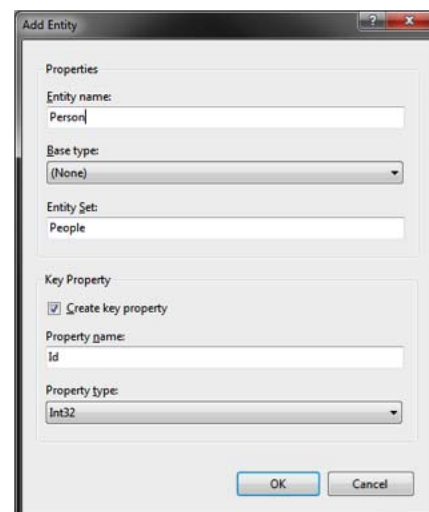 Add Entity
Properties
Entity name:
Person
Base type:
(None)
Entity Set:
People
Key Property
Create key property
Property name:
Id
Property type:
Int32
OK Cancel